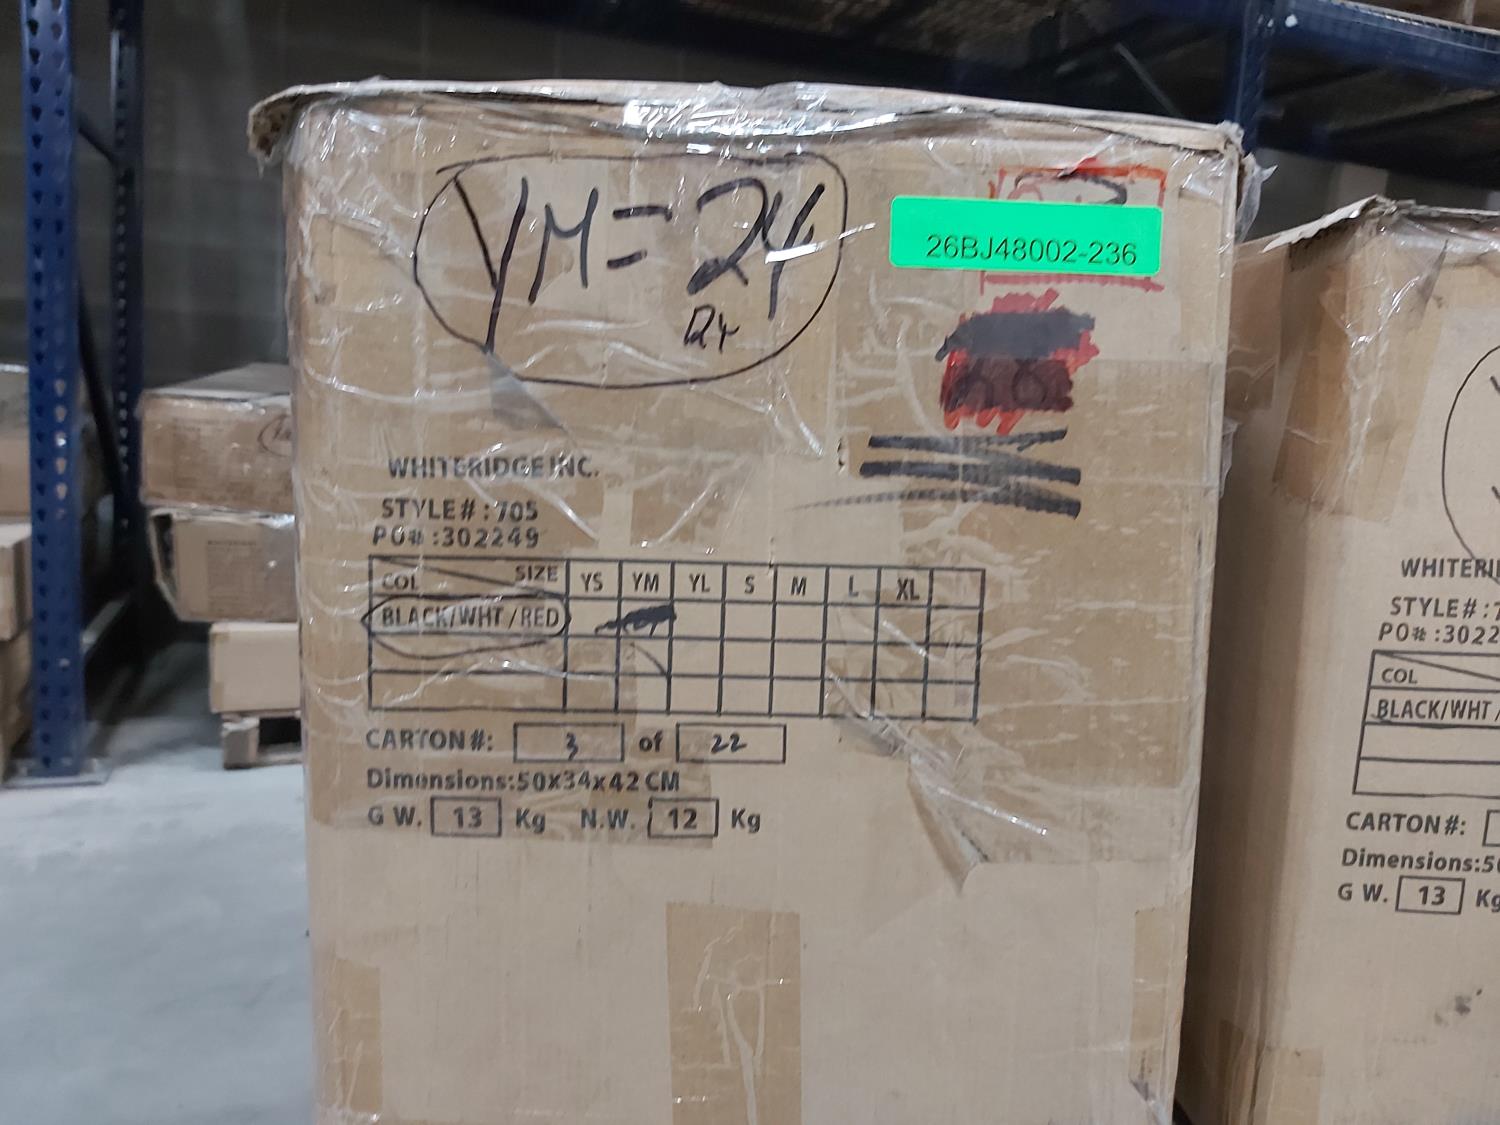 YM = 24
24
26BJ48002-236
WHITERIDGE INC.
STYLE# : 705
PO# : 302249
COL SIZE YS YM YL S M L XL
BLACK/WHT/RED
CARTON#: 3 of 22
Dimensions:50x34x42 CM
G W. 13 Kg N.W. 12 Kg
WHITERI
STYLE# : 7
PO# : 3022
COL
BLACK/WHT /
CARTON#:
Dimensions:5
G W. 13 Kg